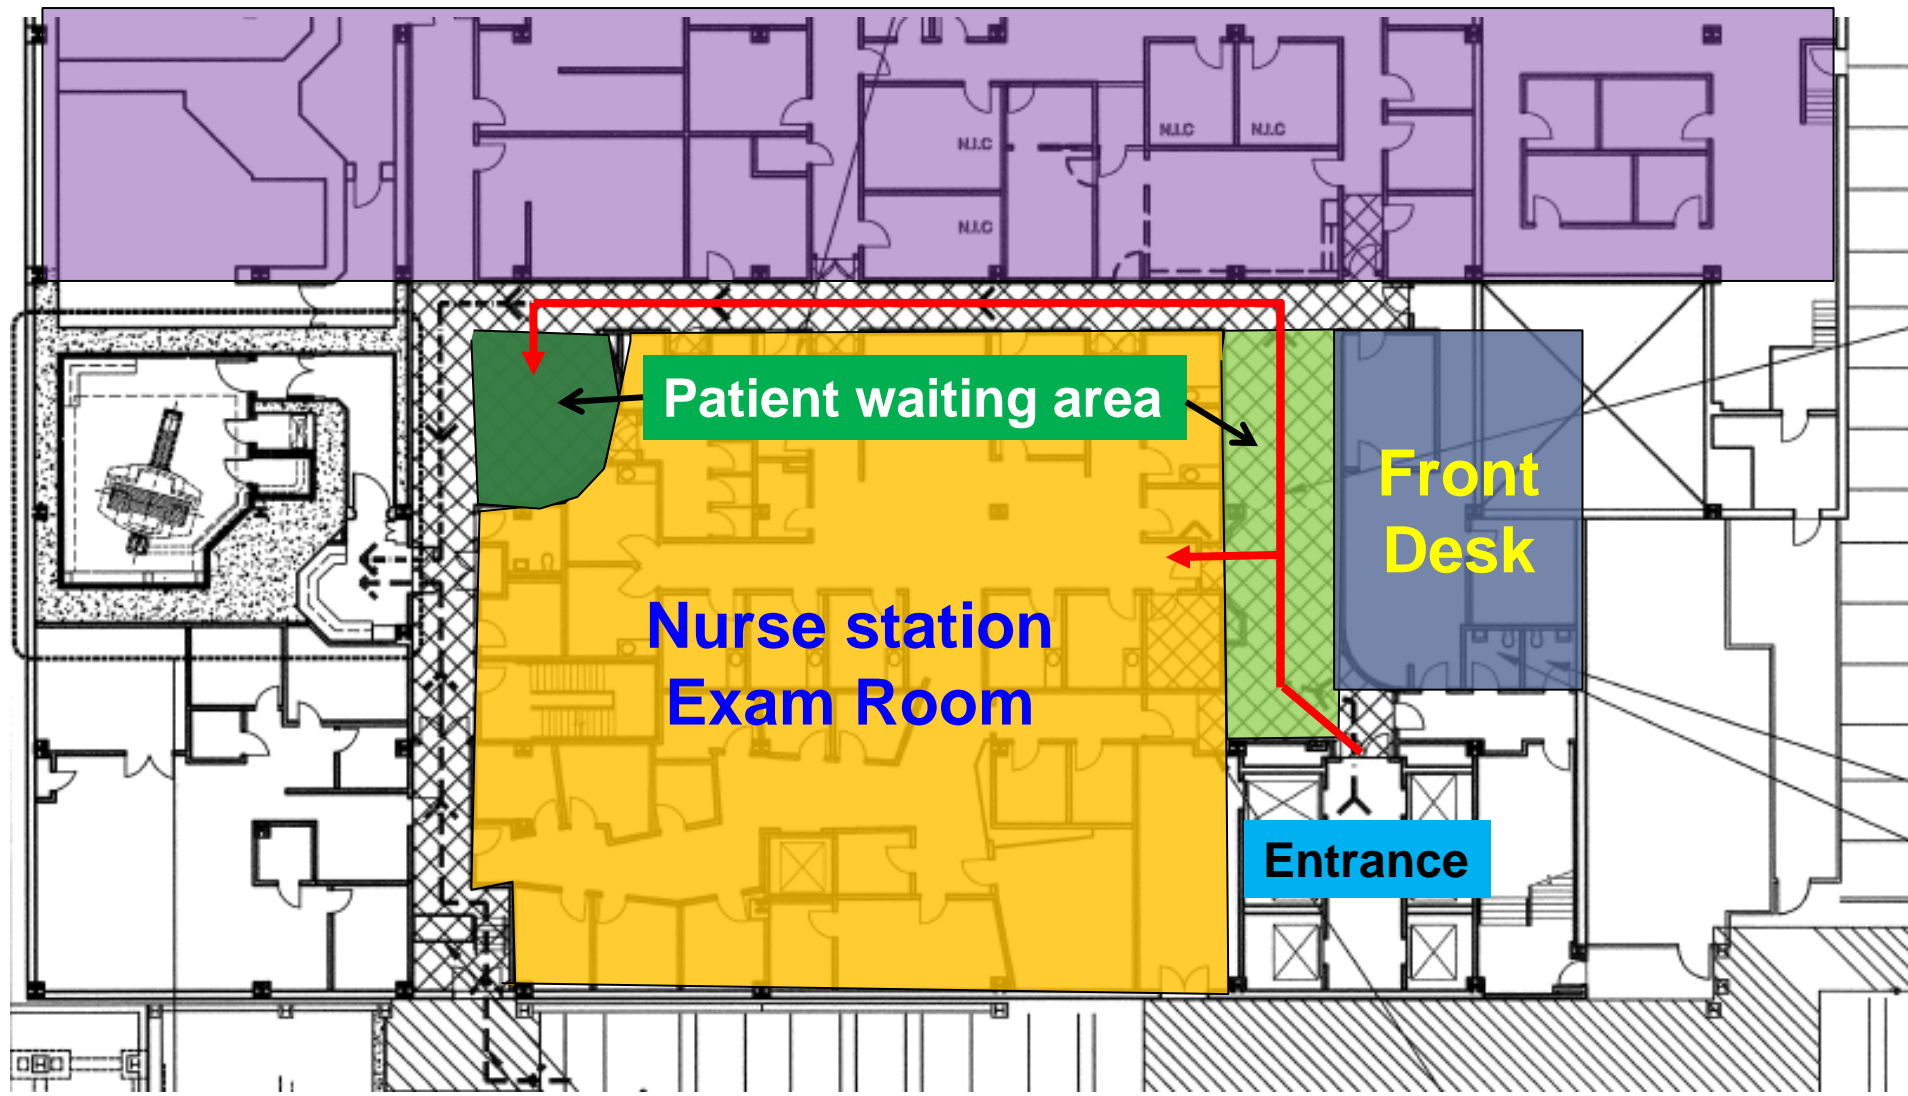 N.I.C
N.I.C
N.I.C
N.I.C
Patient waiting area
Front
Desk
Nurse station
Exam Room
Entrance